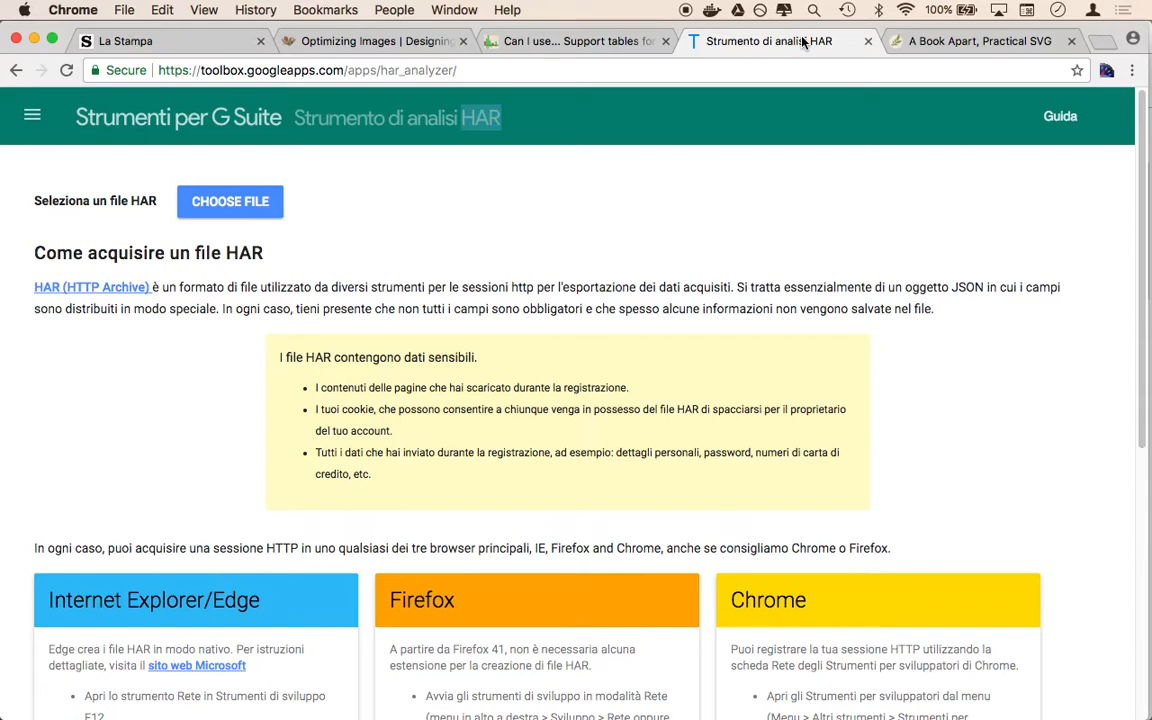 Chrome File Edit View History Bookmarks People Window Help 100%
La Stampa
Optimizing Images | Designing
Can I use... Support tables for
Strumento di analisi HAR
A Book Apart, Practical SVG
Secure https://toolbox.googleapps.com/apps/har_analyzer/
Strumenti per G Suite Strumento di analisi HAR
Guida
Seleziona un file HAR CHOOSE FILE
Come acquisire un file HAR
HAR (HTTP Archive) è un formato di file utilizzato da diversi strumenti per le sessioni http per l'esportazione dei dati acquisiti. Si tratta essenzialmente di un oggetto JSON in cui i campi
sono distribuiti in modo speciale. In ogni caso, tieni presente che non tutti i campi sono obbligatori e che spesso alcune informazioni non vengono salvate nel file.
I file HAR contengono dati sensibili.
• I contenuti delle pagine che hai scaricato durante la registrazione.
• I tuoi cookie, che possono consentire a chiunque venga in possesso del file HAR di spacciarsi per il proprietario
del tuo account.
• Tutti i dati che hai inviato durante la registrazione, ad esempio: dettagli personali, password, numeri di carta di
credito, etc.
In ogni caso, puoi acquisire una sessione HTTP in uno qualsiasi dei tre browser principali, IE, Firefox and Chrome, anche se consigliamo Chrome o Firefox.
Internet Explorer/Edge
Edge crea i file HAR in modo nativo. Per istruzioni
dettagliate, visita il sito web Microsoft
• Apri lo strumento Rete in Strumenti di sviluppo
F12
Firefox
A partire da Firefox 41, non è necessaria alcuna
estensione per la creazione di file HAR.
• Avvia gli strumenti di sviluppo in modalità Rete
(menu in alto a destra > Sviluppo > Rete oppure
Chrome
Puoi registrare la tua sessione HTTP utilizzando la
scheda Rete degli Strumenti per sviluppatori di Chrome.
• Apri gli Strumenti per sviluppatori dal menu
(Menu > Altri strumenti > Strumenti per